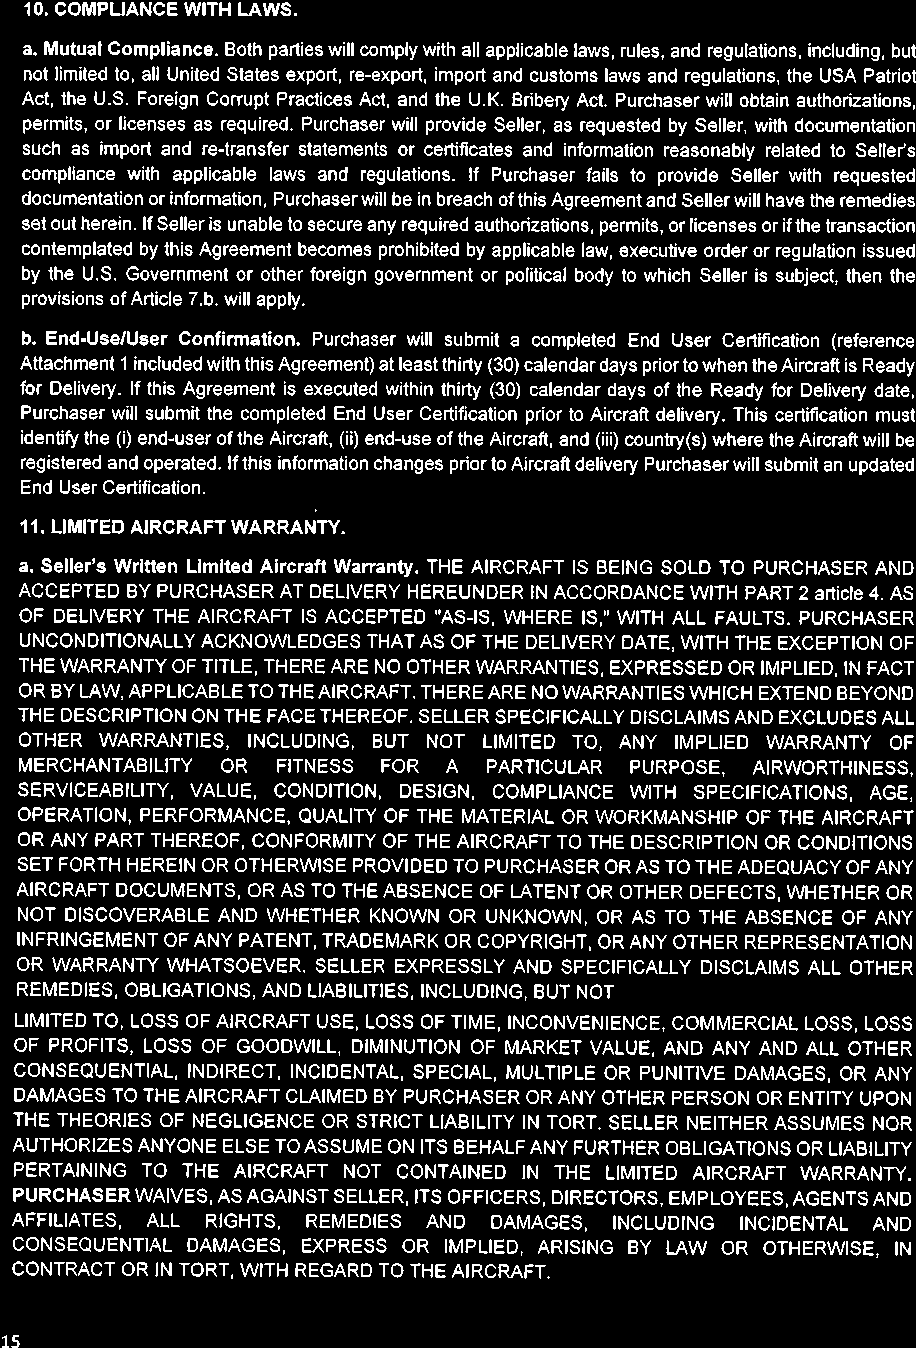 10. COMPLIANCE WITH LAWS.
a. Mutual Compliance. Both parties will comply with all applicable laws, rules, and regulations, including, but
not limited to, all United States export, re-export, import and customs laws and regulations, the USA Patriot
Act, the U.S. Foreign Corrupt Practices Act, and the U.K. Bribery Act. Purchaser will obtain authorizations,
permits, or licenses as required. Purchaser will provide Seller, as requested by Seller, with documentation
such as import and re-transfer statements or certificates and information reasonably related to Seller's
compliance with applicable laws and regulations. If Purchaser fails to provide Seller with requested
documentation or information, Purchaser will be in breach of this Agreement and Seller will have the remedies
set out herein. If Seller is unable to secure any required authorizations, permits, or licenses or if the transaction
contemplated by this Agreement becomes prohibited by applicable law, executive order or regulation issued
by the U.S. Government or other foreign government or political body to which Seller is subject, then the
provisions of Article 7.b. will apply.
b. End-Use/User Confirmation. Purchaser will submit a completed End User Certification (reference
Attachment 1 included with this Agreement) at least thirty (30) calendar days prior to when the Aircraft is Ready
for Delivery. If this Agreement is executed within thirty (30) calendar days of the Ready for Delivery date,
Purchaser will submit the completed End User Certification prior to Aircraft delivery. This certification must
identify the (i) end-user of the Aircraft, (ii) end-use of the Aircraft, and (iii) country(s) where the Aircraft will be
registered and operated. If this information changes prior to Aircraft delivery Purchaser will submit an updated
End User Certification.
11. LIMITED AIRCRAFT WARRANTY.
a. Seller's Written Limited Aircraft Warranty. THE AIRCRAFT IS BEING SOLD TO PURCHASER AND
ACCEPTED BY PURCHASER AT DELIVERY HEREUNDER IN ACCORDANCE WITH PART 2 article 4. AS
OF DELIVERY THE AIRCRAFT IS ACCEPTED "AS-IS, WHERE IS," WITH ALL FAULTS. PURCHASER
UNCONDITIONALLY ACKNOWLEDGES THAT AS OF THE DELIVERY DATE, WITH THE EXCEPTION OF
THE WARRANTY OF TITLE, THERE ARE NO OTHER WARRANTIES, EXPRESSED OR IMPLIED, IN FACT
OR BY LAW, APPLICABLE TO THE AIRCRAFT. THERE ARE NO WARRANTIES WHICH EXTEND BEYOND
THE DESCRIPTION ON THE FACE THEREOF. SELLER SPECIFICALLY DISCLAIMS AND EXCLUDES ALL
OTHER WARRANTIES, INCLUDING, BUT NOT LIMITED TO, ANY IMPLIED WARRANTY OF
MERCHANTABILITY OR FITNESS FOR A PARTICULAR PURPOSE, AIRWORTHINESS,
SERVICEABILITY, VALUE, CONDITION, DESIGN, COMPLIANCE WITH SPECIFICATIONS, AGE,
OPERATION, PERFORMANCE, QUALITY OF THE MATERIAL OR WORKMANSHIP OF THE AIRCRAFT
OR ANY PART THEREOF, CONFORMITY OF THE AIRCRAFT TO THE DESCRIPTION OR CONDITIONS
SET FORTH HEREIN OR OTHERWISE PROVIDED TO PURCHASER OR AS TO THE ADEQUACY OF ANY
AIRCRAFT DOCUMENTS, OR AS TO THE ABSENCE OF LATENT OR OTHER DEFECTS, WHETHER OR
NOT DISCOVERABLE AND WHETHER KNOWN OR UNKNOWN, OR AS TO THE ABSENCE OF ANY
INFRINGEMENT OF ANY PATENT, TRADEMARK OR COPYRIGHT, OR ANY OTHER REPRESENTATION
OR WARRANTY WHATSOEVER. SELLER EXPRESSLY AND SPECIFICALLY DISCLAIMS ALL OTHER
REMEDIES, OBLIGATIONS, AND LIABILITIES, INCLUDING, BUT NOT
LIMITED TO, LOSS OF AIRCRAFT USE, LOSS OF TIME, INCONVENIENCE, COMMERCIAL LOSS, LOSS
OF PROFITS, LOSS OF GOODWILL, DIMINUTION OF MARKET VALUE, AND ANY AND ALL OTHER
CONSEQUENTIAL, INDIRECT, INCIDENTAL, SPECIAL, MULTIPLE OR PUNITIVE DAMAGES, OR ANY
DAMAGES TO THE AIRCRAFT CLAIMED BY PURCHASER OR ANY OTHER PERSON OR ENTITY UPON
THE THEORIES OF NEGLIGENCE OR STRICT LIABILITY IN TORT. SELLER NEITHER ASSUMES NOR
AUTHORIZES ANYONE ELSE TO ASSUME ON ITS BEHALF ANY FURTHER OBLIGATIONS OR LIABILITY
PERTAINING TO THE AIRCRAFT NOT CONTAINED IN THE LIMITED AIRCRAFT WARRANTY.
PURCHASER WAIVES, AS AGAINST SELLER, ITS OFFICERS, DIRECTORS, EMPLOYEES, AGENTS AND
AFFILIATES, ALL RIGHTS, REMEDIES AND DAMAGES, INCLUDING INCIDENTAL AND
CONSEQUENTIAL DAMAGES, EXPRESS OR IMPLIED, ARISING BY LAW OR OTHERWISE, IN
CONTRACT OR IN TORT, WITH REGARD TO THE AIRCRAFT.
15